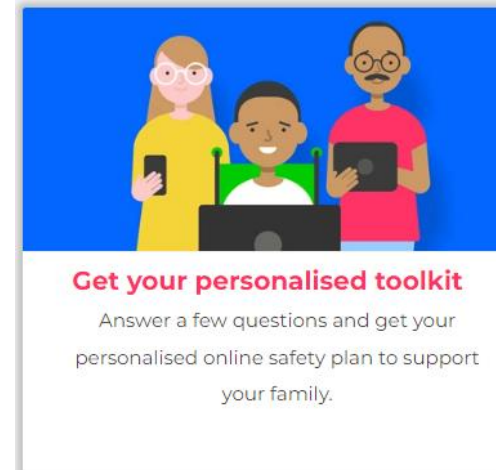 Get your personalised toolkit
Answer a few questions and get your
personalised online safety plan to support
your family.